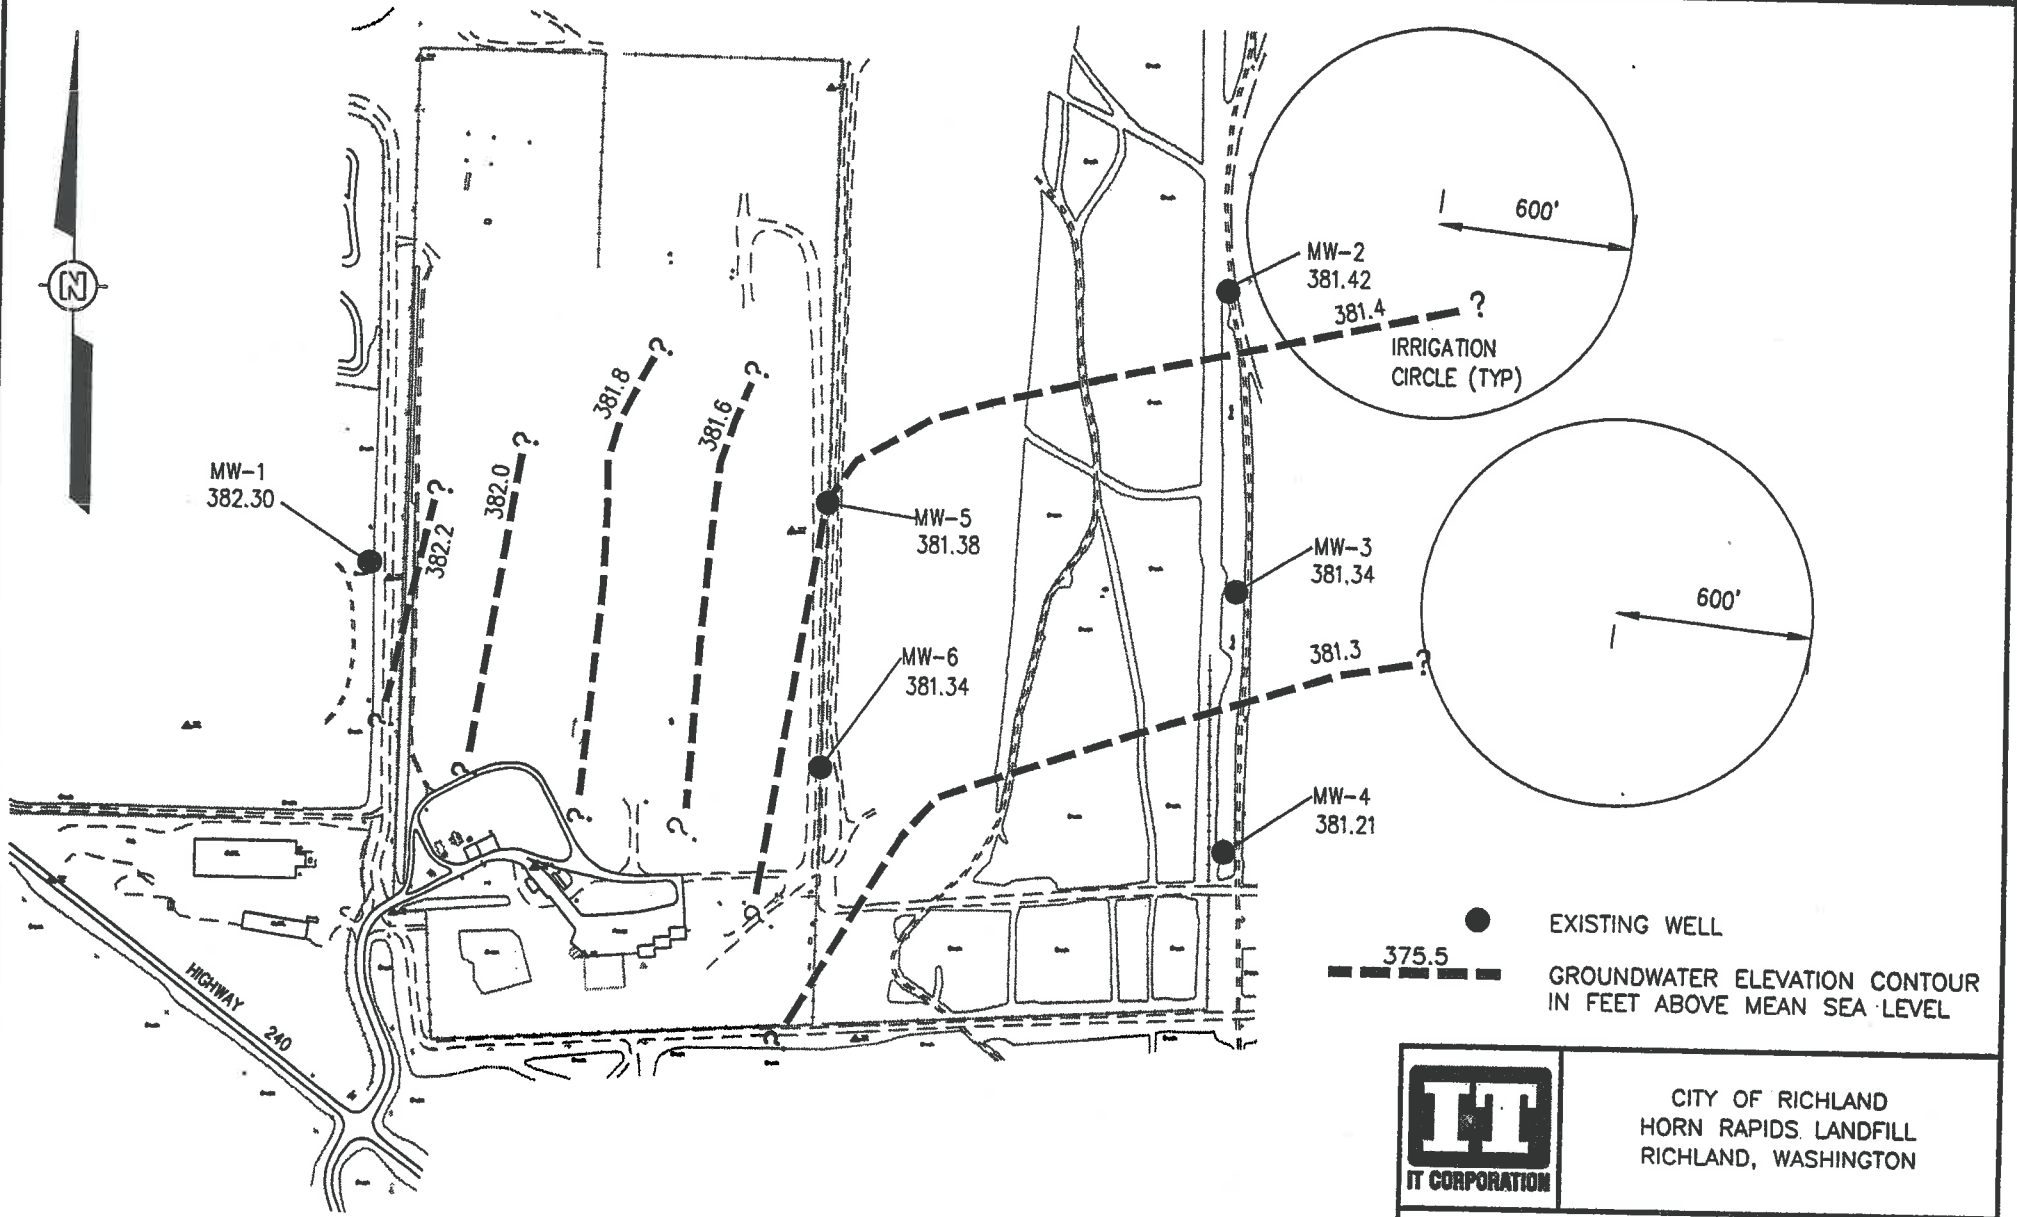 N
600'
MW-2
381.42
381.4 ?
IRRIGATION
CIRCLE (TYP)
?
381.8
?
381.6
?
382.0
?
382.2
MW-1
382.30
MW-5
381.38
MW-3
381.34
600'
MW-6
381.34
381.3 ?
?
?
?
?
MW-4
381.21
?
?
HIGHWAY 240
EXISTING WELL
375.5
GROUNDWATER ELEVATION CONTOUR
IN FEET ABOVE MEAN SEA LEVEL
IT
IT CORPORATION
CITY OF RICHLAND
HORN RAPIDS LANDFILL
RICHLAND, WASHINGTON